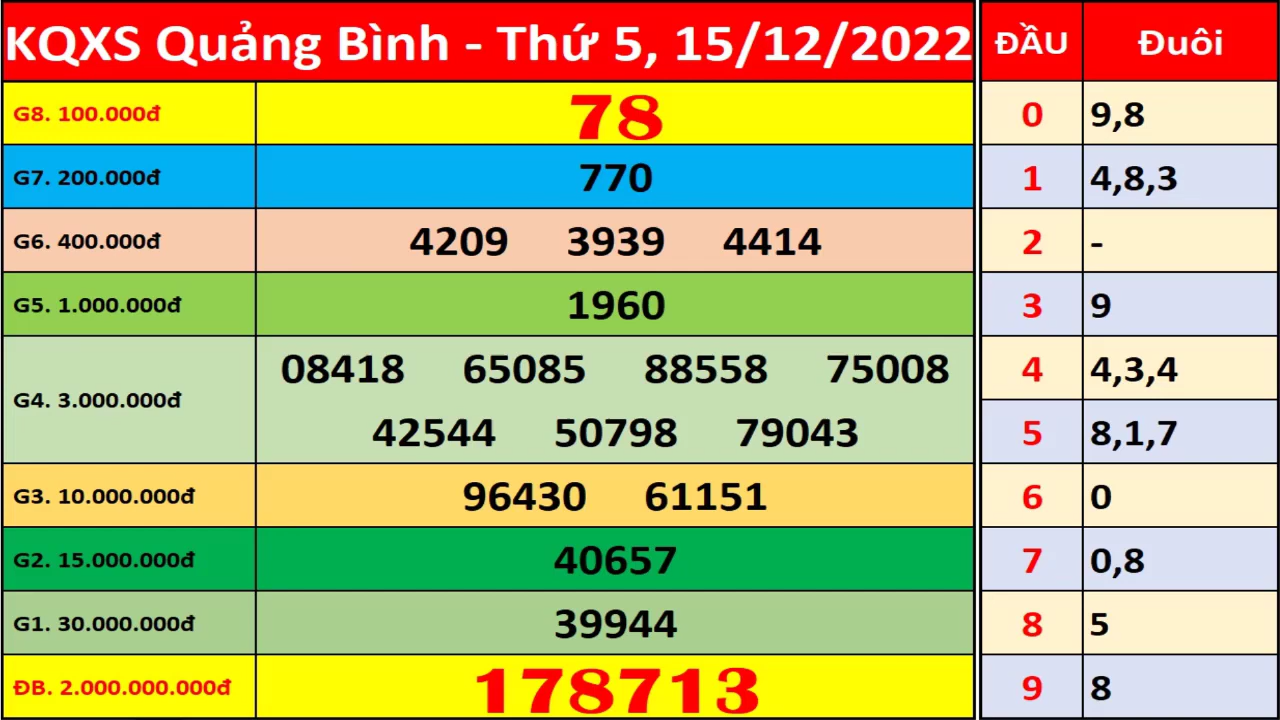 KQXS Quảng Bình - Thứ 5, 15/12/2022 ĐẦU Đuôi
G8. 100.000đ 78 0 9,8
G7. 200.000đ 770 1 4,8,3
G6. 400.000đ 4209 3939 4414 2 -
G5. 1.000.000đ 1960 3 9
08418 65085 88558 75008 4 4,3,4
G4. 3.000.000đ
42544 50798 79043 5 8,1,7
G3. 10.000.000đ 96430 61151 6 0
G2. 15.000.000đ 40657 7 0,8
G1. 30.000.000đ 39944 8 5
ĐB. 2.000.000.000đ 178713 9 8